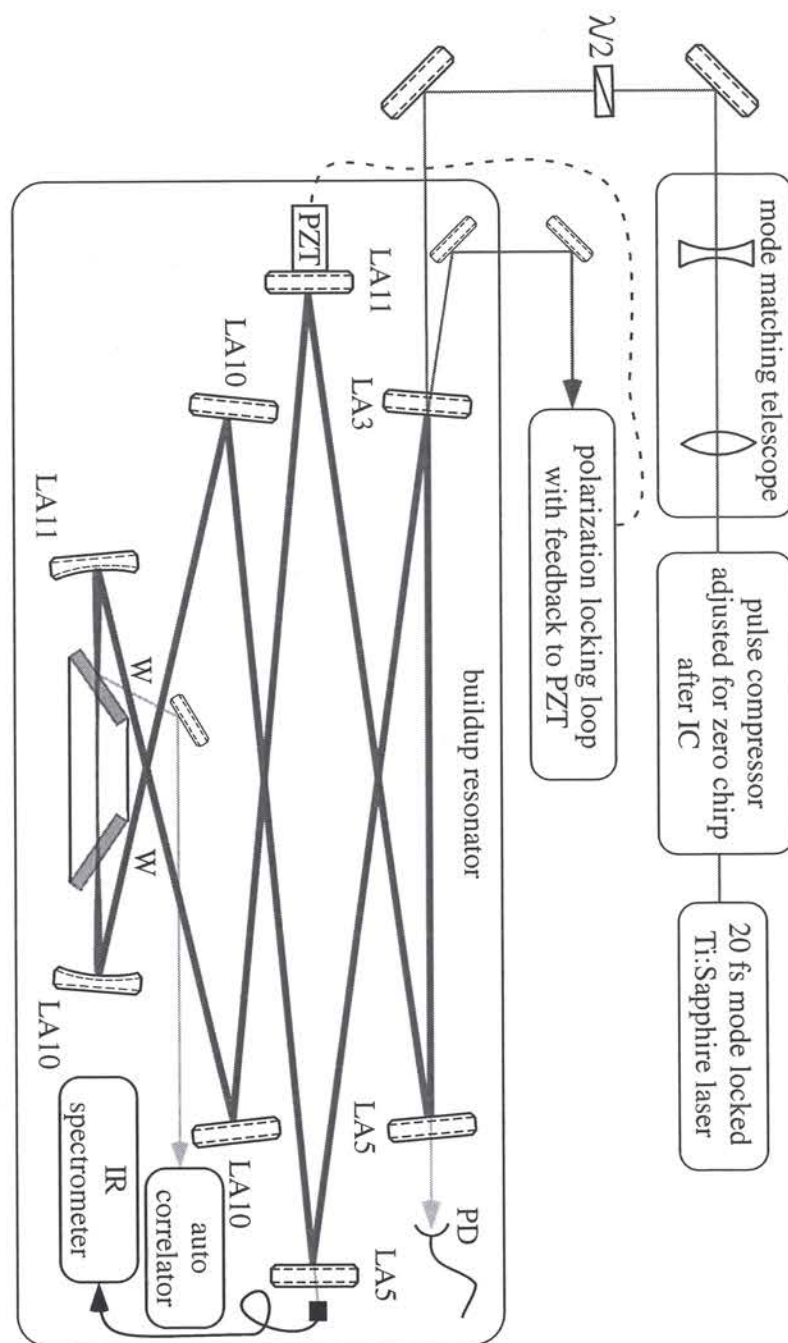 20 fs mode locked
Ti:Sapphire laser
pulse compressor
adjusted for zero chirp
after IC
mode matching telescope
λ/2
polarization locking loop
with feedback to PZT
buildup resonator
PZT
LA11
LA10
LA3
LA11
W
W
LA10
LA10
LA5
PD
LA5
auto
correlator
IR
spectrometer